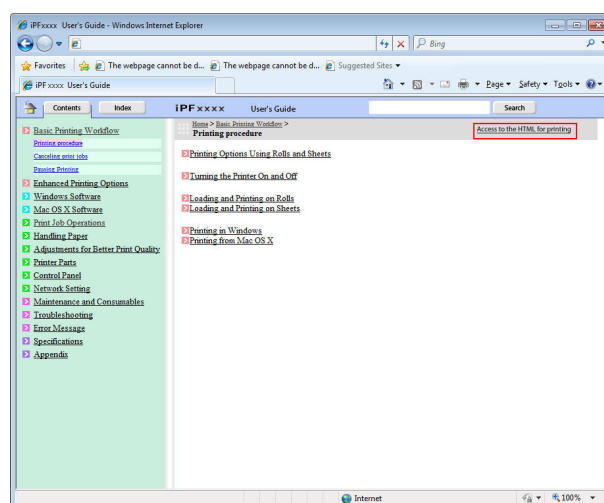 iPFxxxx User's Guide - Windows Internet Explorer
Bing
Favorites
The webpage cannot be d...
The webpage cannot be d...
Suggested Sites
iPF xxxx User's Guide
Page Safety Tools
Contents Index iPFxxxx User's Guide Search
Home > Basic Printing Workflow >
Printing procedure
Access to the HTML for printing
Basic Printing Workflow
Printing procedure
Canceling print jobs
Pausing Printing
Enhanced Printing Options
Windows Software
Mac OS X Software
Print Job Operations
Handling Paper
Adjustments for Better Print Quality
Printer Parts
Control Panel
Network Setting
Maintenance and Consumables
Troubleshooting
Error Message
Specifications
Appendix
Printing Options Using Rolls and Sheets
Turning the Printer On and Off
Loading and Printing on Rolls
Loading and Printing on Sheets
Printing in Windows
Printing from Mac OS X
Internet
100%